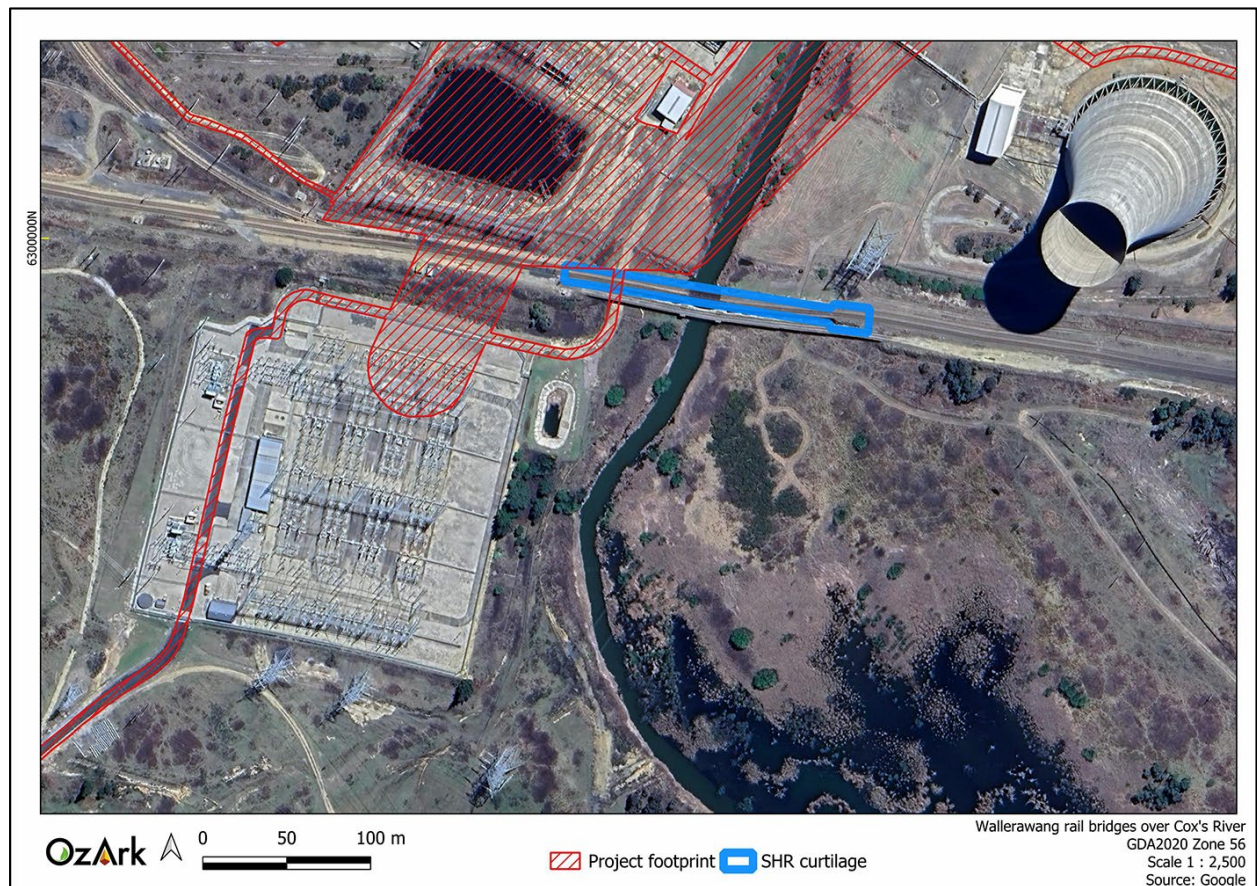 6300000N
OzArk
0 50 100 m
Project footprint SHR curtilage
Wallerawang rail bridges over Cox's River
GDA2020 Zone 56
Scale 1 : 2,500
Source: Google